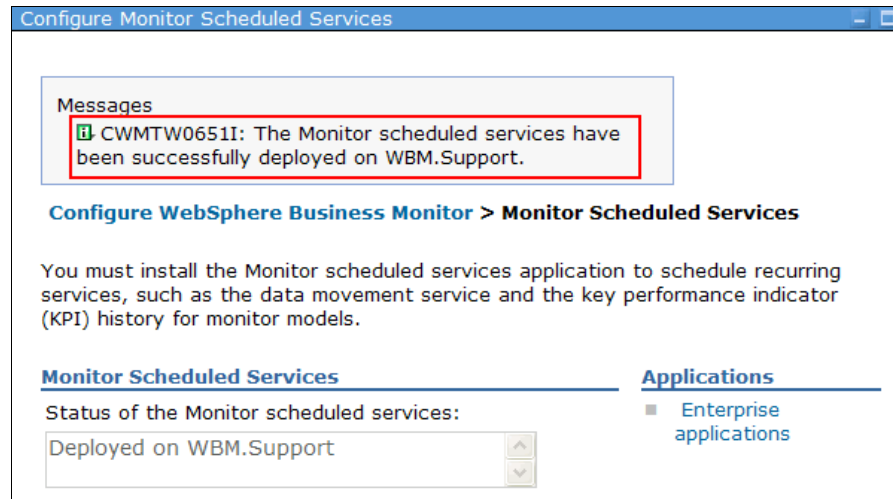 Configure Monitor Scheduled Services
Messages
CWMTW0651I: The Monitor scheduled services have
been successfully deployed on WBM.Support.
Configure WebSphere Business Monitor > Monitor Scheduled Services
You must install the Monitor scheduled services application to schedule recurring
services, such as the data movement service and the key performance indicator
(KPI) history for monitor models.
Monitor Scheduled Services
Status of the Monitor scheduled services:
Deployed on WBM.Support
Applications
Enterprise
applications